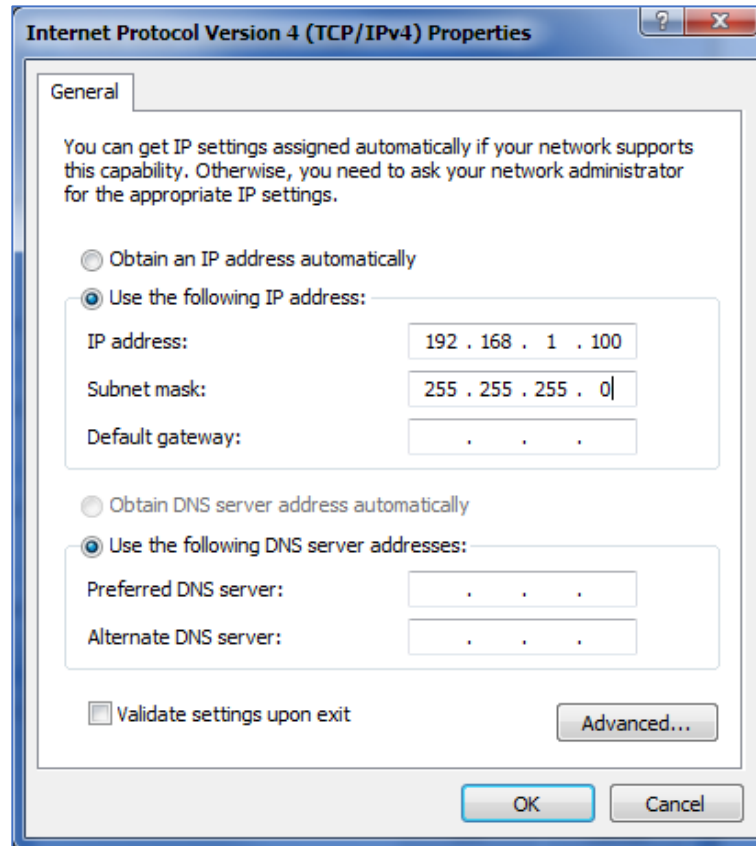 Internet Protocol Version 4 (TCP/IPv4) Properties
?
General
You can get IP settings assigned automatically if your network supports
this capability. Otherwise, you need to ask your network administrator
for the appropriate IP settings.
Obtain an IP address automatically
Use the following IP address:
IP address: 192 . 168 . 1 . 100
Subnet mask: 255 . 255 . 255 . 0
Default gateway: . . .
Obtain DNS server address automatically
Use the following DNS server addresses:
Preferred DNS server: . . .
Alternate DNS server: . . .
Validate settings upon exit
Advanced...
OK Cancel